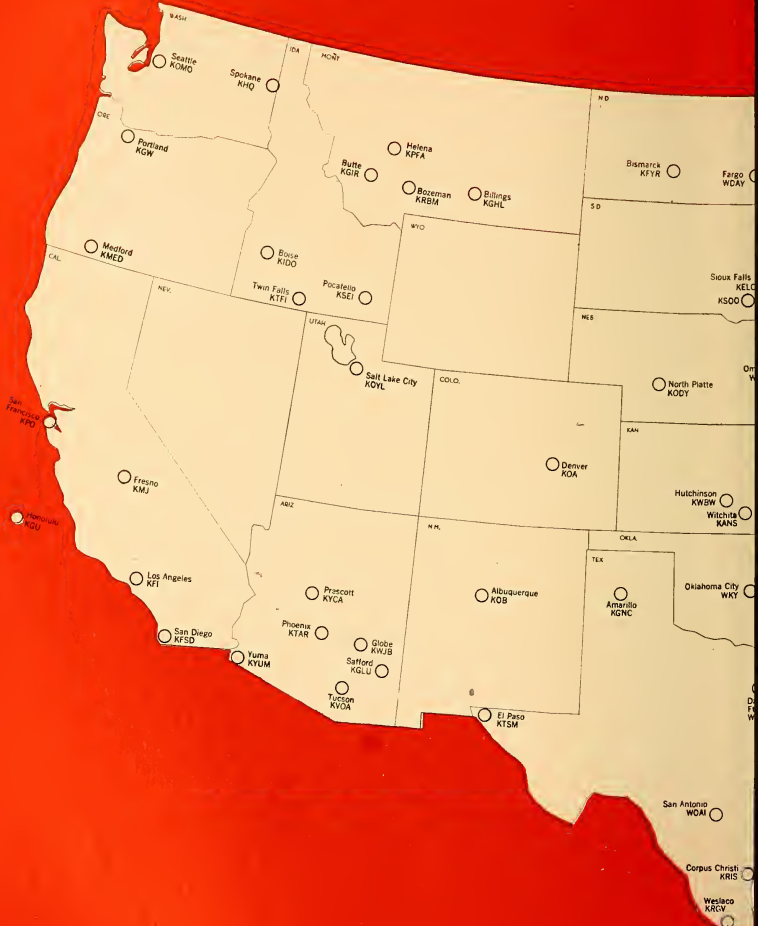 WASH
Seattle
KOMO
Spokane
KHQ
IDA
MONT
ORE
Portland
KGW
Helena
KPFA
Butte
KGIR
Bozeman
KRBM
Billings
KGHL
N D
Bismarck
KFYR
Fargo
WDAY
S D
WYO
Medford
KMED
CAL.
Boise
KIDO
Twin Falls
KTFI
Pocatello
KSEI
NEV.
Sioux Falls
KELO
KSOO
UTAH
NEB.
Salt Lake City
KDYL
COLO.
North Platte
KODY
Om
W
San
Francisco
KPO
KAN
Denver
KOA
Fresno
KMJ
Hutchinson
KWBW
Witchita
KANS
Honolulu
KGU
ARIZ
N M.
OKLA.
TEX
Los Angeles
KFI
Prescott
KYCA
Albuquerque
KOB
Amarillo
KGNC
Oklahoma City
WKY
San Diego
KFSD
Phoenix
KTAR
Globe
KWJB
Yuma
KYUM
Safford
KGLU
Tucson
KVOA
El Paso
KTSM
D
Ft
W
San Antonio
WOAI
Corpus Christi
KRIS
Weslaco
KRGV